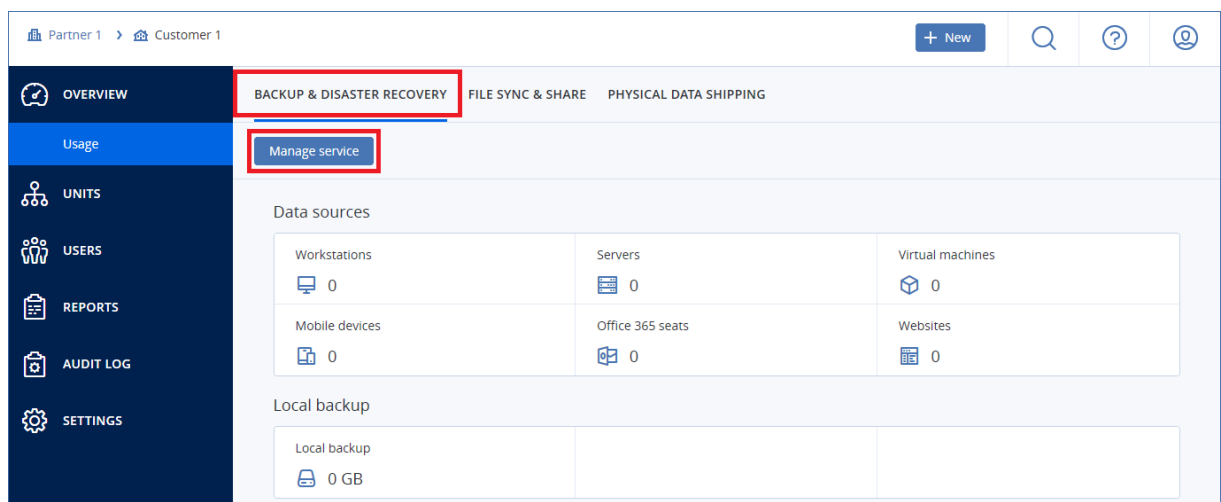 Partner 1 > Customer 1
+ New
OVERVIEW
Usage
UNITS
USERS
REPORTS
AUDIT LOG
SETTINGS
BACKUP & DISASTER RECOVERY FILE SYNC & SHARE PHYSICAL DATA SHIPPING
Manage service
Data sources
Workstations Servers Virtual machines
0 0 0
Mobile devices Office 365 seats Websites
0 0 0
Local backup
Local backup
0 GB